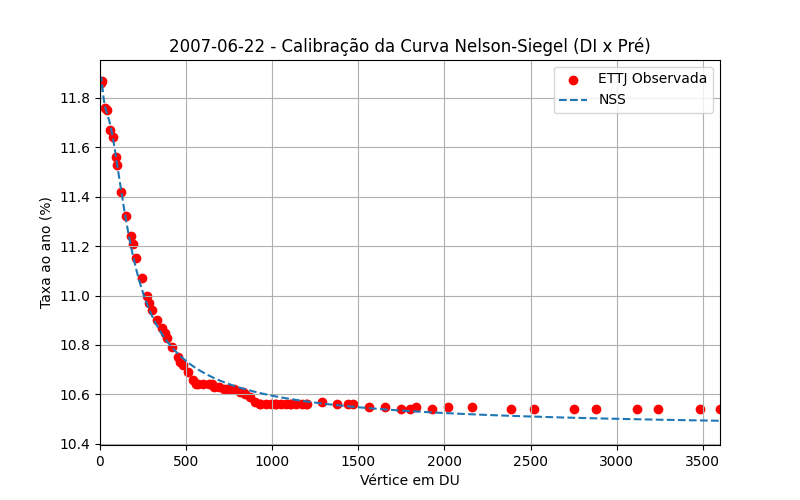 2007-06-22 - Calibração da Curva Nelson-Siegel (DI x Pré)
ETTJ Observada
NSS
Taxa ao ano (%)
11.8
11.6
11.4
11.2
11.0
10.8
10.6
10.4
0 500 1000 1500 2000 2500 3000 3500
Vértice em DU